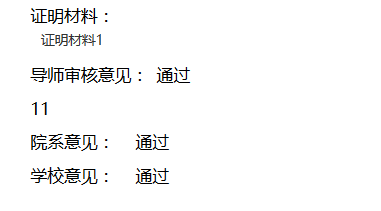 证明材料：
证明材料1
导师审核意见： 通过
11
院系意见： 通过
学校意见： 通过